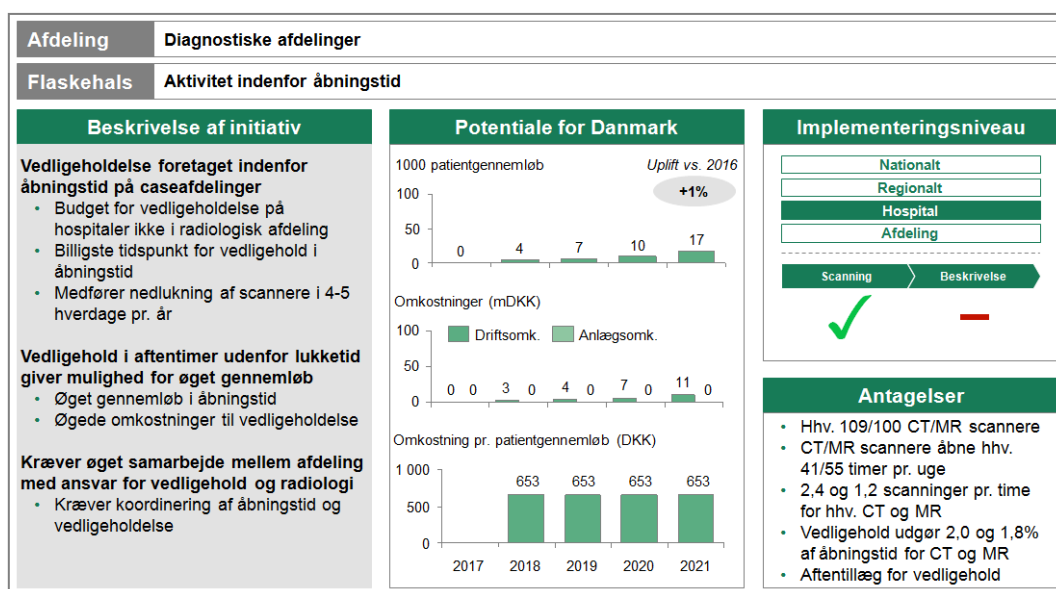 Afdeling
Diagnostiske afdelinger
Flaskehals
Aktivitet indenfor åbningstid
Beskrivelse af initiativ
Vedligeholdelse foretaget indenfor
åbningstid på caseafdelinger
• Budget for vedligeholdelse på
hospitaler ikke i radiologisk afdeling
• Billigste tidspunkt for vedligehold i
åbningstid
• Medfører nedlukning af scannere i 4-5
hverdage pr. år
Vedligehold i aftentimer udenfor lukketid
giver mulighed for øget gennemløb
• Øget gennemløb i åbningstid
• Øgede omkostninger til vedligeholdelse
Kræver øget samarbejde mellem afdeling
med ansvar for vedligehold og radiologi
• Kræver koordinering af åbningstid og
vedligeholdelse
Potentiale for Danmark
1000 patientgennemløb
Uplift vs. 2016
+1%
100
50
0
0 4 7 10 17
Omkostninger (mDKK)
Driftsomk. Anlægsomk.
100
50
0
0 0 3 0 4 0 7 0 11 0
Omkostning pr. patientgennemløb (DKK)
1 000
500
0
653 653 653 653
2017 2018 2019 2020 2021
Implementeringsniveau
Nationalt
Regionalt
Hospital
Afdeling
Scanning
Beskrivelse
Antagelser
• Hhv. 109/100 CT/MR scannere
• CT/MR scannere åbne hhv.
41/55 timer pr. uge
• 2,4 og 1,2 scanninger pr. time
for hhv. CT og MR
• Vedligehold udgør 2,0 og 1,8%
af åbningstid for CT og MR
• Aftentillæg for vedligehold